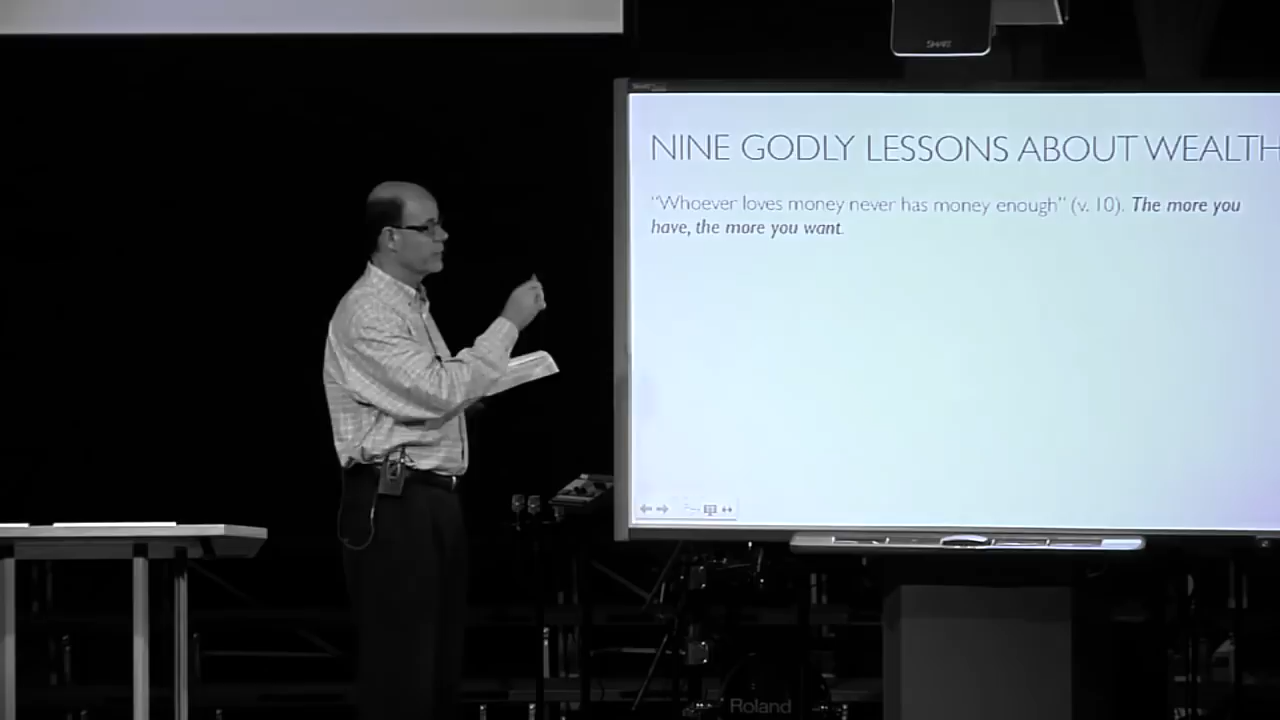 SMART
NINE GODLY LESSONS ABOUT WEALTH
“Whoever loves money never has money enough” (v. 10). The more you
have, the more you want.
Roland